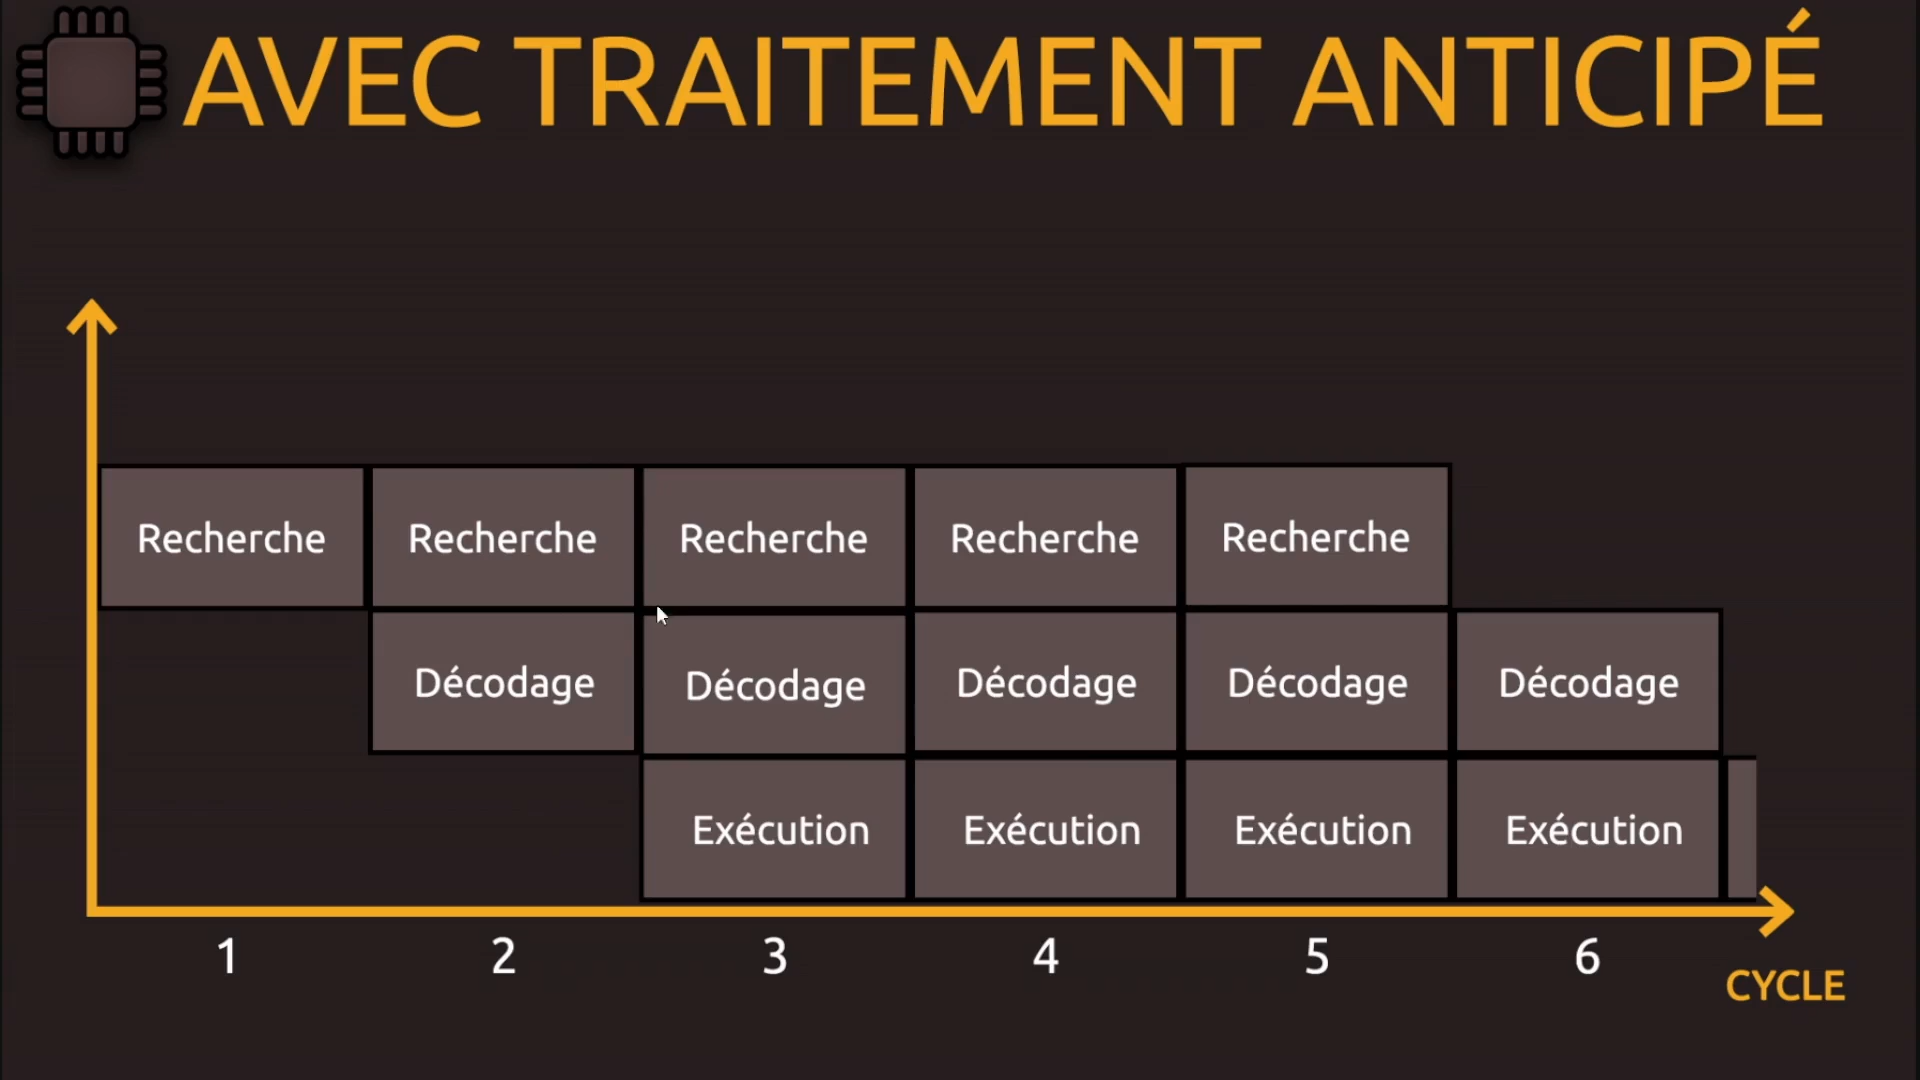 AVEC TRAITEMENT ANTICIPÉ
Recherche Recherche Recherche Recherche Recherche
Décodage Décodage Décodage Décodage Décodage
Exécution Exécution Exécution Exécution
1 2 3 4 5 6
CYCLE